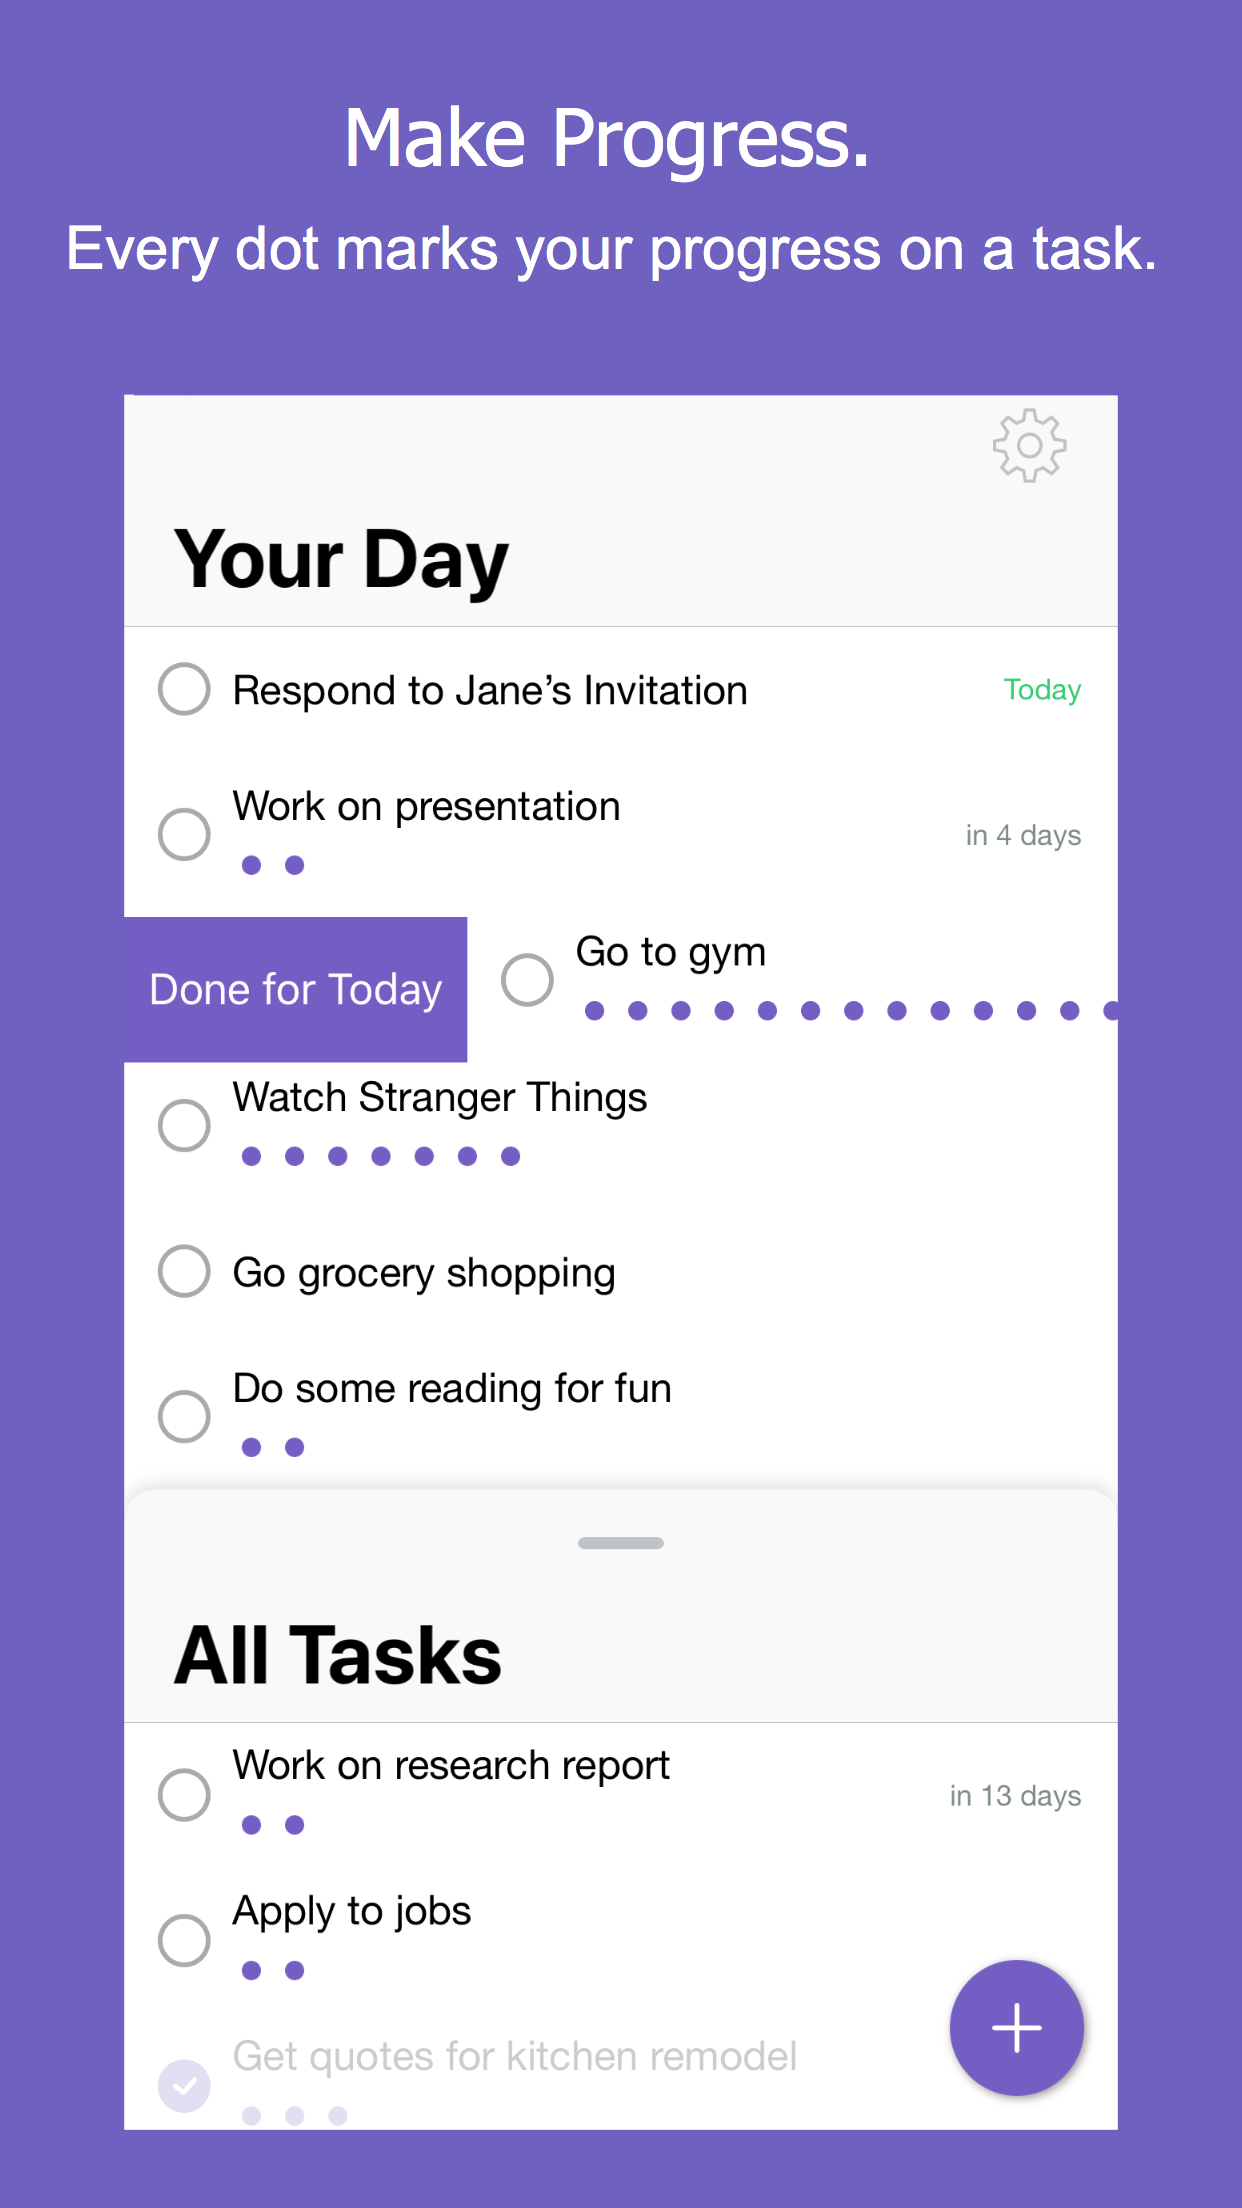 Make Progress.
Every dot marks your progress on a task.
Your Day
Respond to Jane’s Invitation
Today
Work on presentation
in 4 days
Done for Today
Go to gym
Watch Stranger Things
Go grocery shopping
Do some reading for fun
All Tasks
Work on research report
in 13 days
Apply to jobs
Get quotes for kitchen remodel